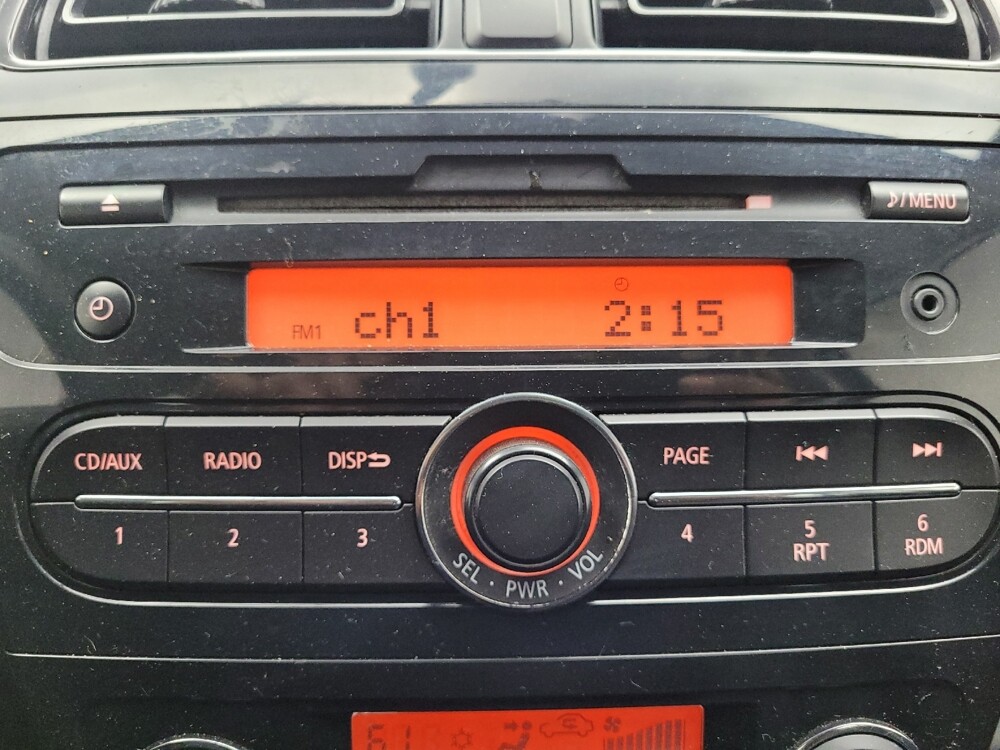 ♪/MENU
FM1 ch1 2:15
CD/AUX RADIO DISP PAGE
1 2 3 4 5 6
RPT RDM
SEL · PWR · VOL
61